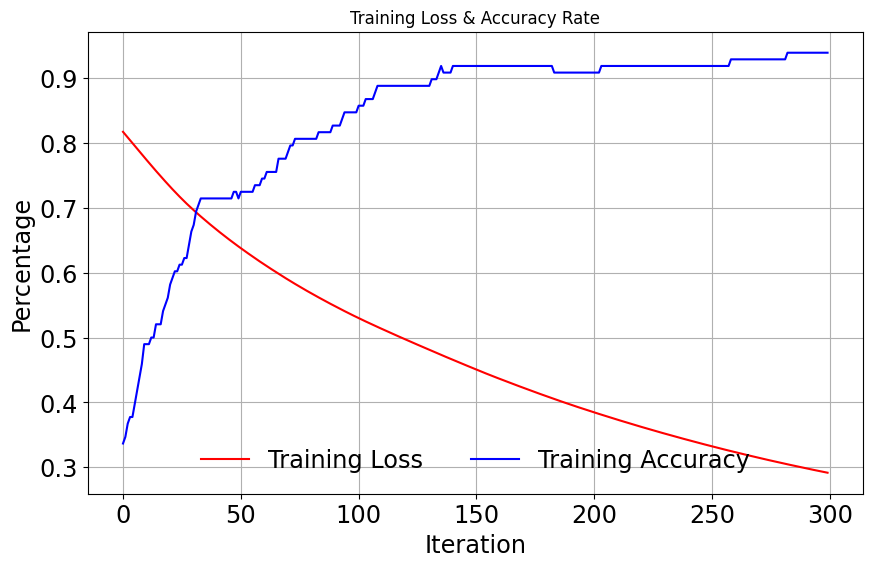 Training Loss & Accuracy Rate
Percentage
0.9
0.8
0.7
0.6
0.5
0.4
0.3
Training Loss
Training Accuracy
0 50 100 150 200 250 300
Iteration